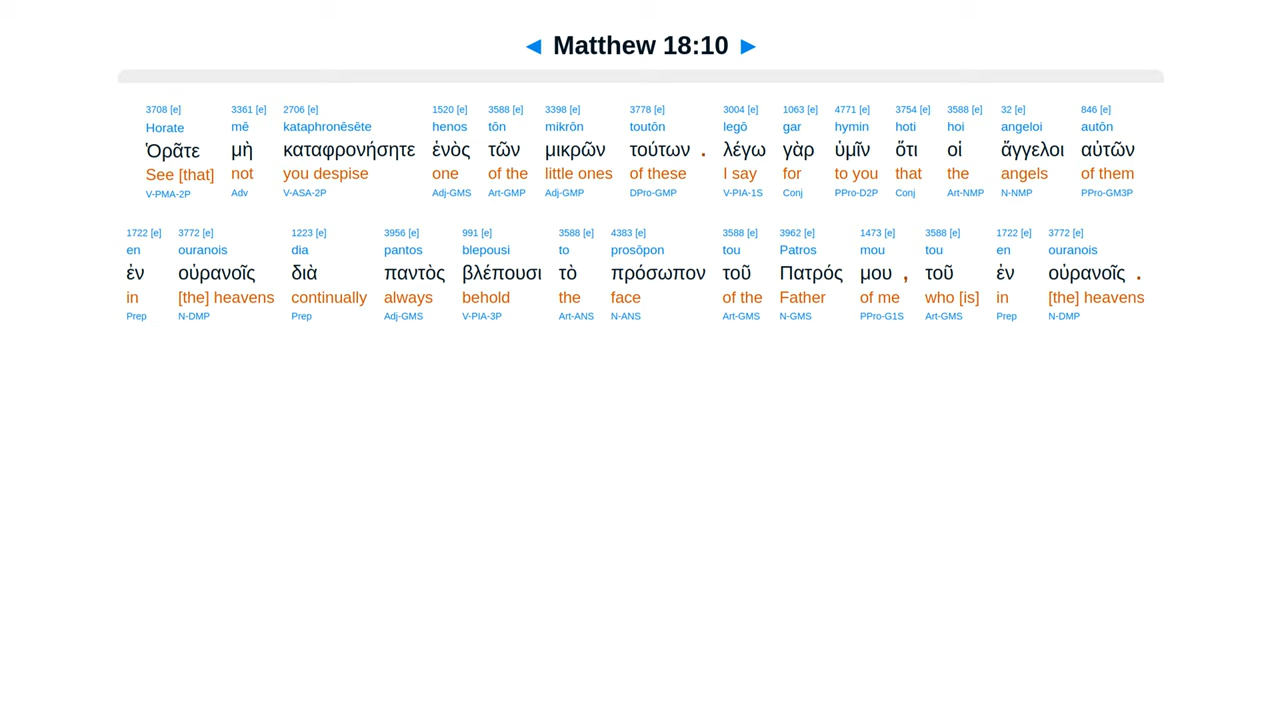 ◄ Matthew 18:10 ►
3708 [e] 3361 [e] 2706 [e] 1520 [e] 3588 [e] 3398 [e] 3778 [e] 3004 [e] 1063 [e] 4771 [e] 3754 [e] 3588 [e] 32 [e] 846 [e]
Horate mē kataphronēsēte henos tōn mikrōn toutōn legō gar hymin hoti hoi angeloi autōn
Ὁρᾶτε μὴ καταφρονήσητε ἑνὸς τῶν μικρῶν τούτων . λέγω γὰρ ὑμῖν ὅτι οἱ ἄγγελοι αὐτῶν
See [that] not you despise one of the little ones of these I say for to you that the angels of them
V-PMA-2P Adv V-ASA-2P Adj-GMS Art-GMP Adj-GMP DPro-GMP V-PIA-1S Conj PPro-D2P Conj Art-NMP N-NMP PPro-GM3P
1722 [e] 3772 [e] 1223 [e] 3956 [e] 991 [e] 3588 [e] 4383 [e] 3588 [e] 3962 [e] 1473 [e] 3588 [e] 1722 [e] 3772 [e]
en ouranois dia pantos blepousi to prosōpon tou Patros mou tou en ouranois
ἐν οὐρανοῖς διὰ παντὸς βλέπουσι τὸ πρόσωπον τοῦ Πατρός μου , τοῦ ἐν οὐρανοῖς .
in [the] heavens continually always behold the face of the Father of me who [is] in [the] heavens
Prep N-DMP Prep Adj-GMS V-PIA-3P Art-ANS N-ANS Art-GMS N-GMS PPro-G1S Art-GMS Prep N-DMP